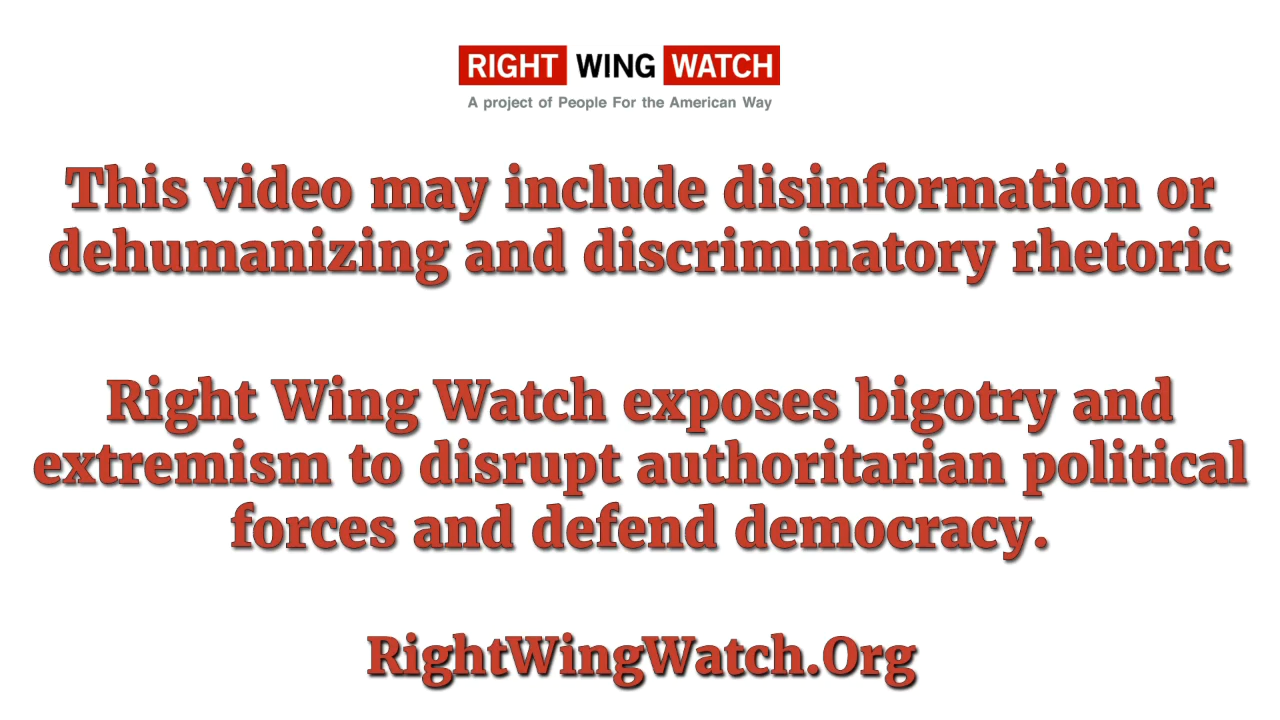 RIGHT WING WATCH
A project of People For the American Way
This video may include disinformation or
dehumanizing and discriminatory rhetoric
Right Wing Watch exposes bigotry and
extremism to disrupt authoritarian political
forces and defend democracy.
RightWingWatch.Org